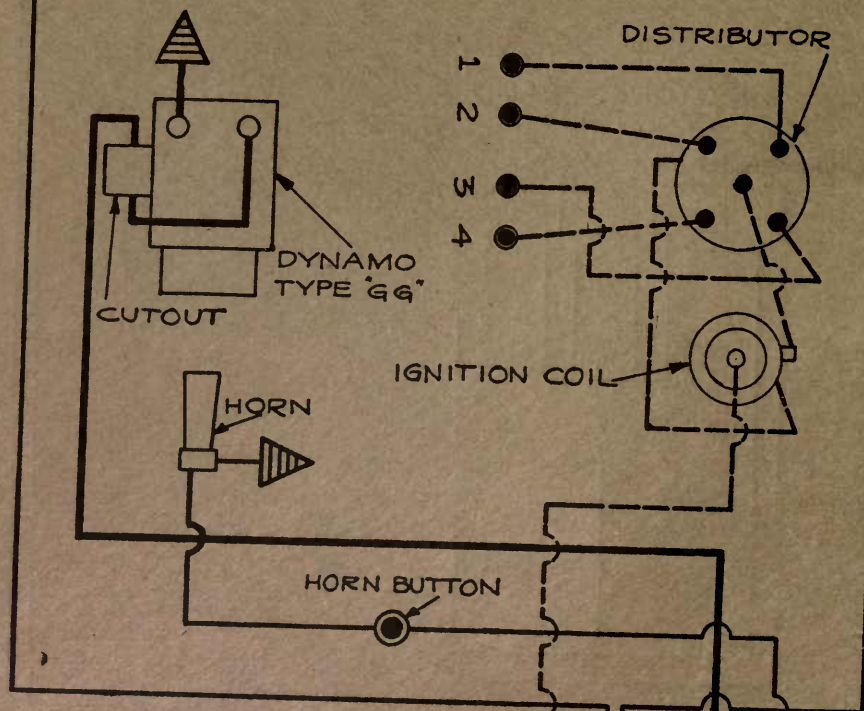 DISTRIBUTOR
1
2
3
4
DYNAMO
TYPE "GG"
CUTOUT
IGNITION COIL
HORN
HORN BUTTON